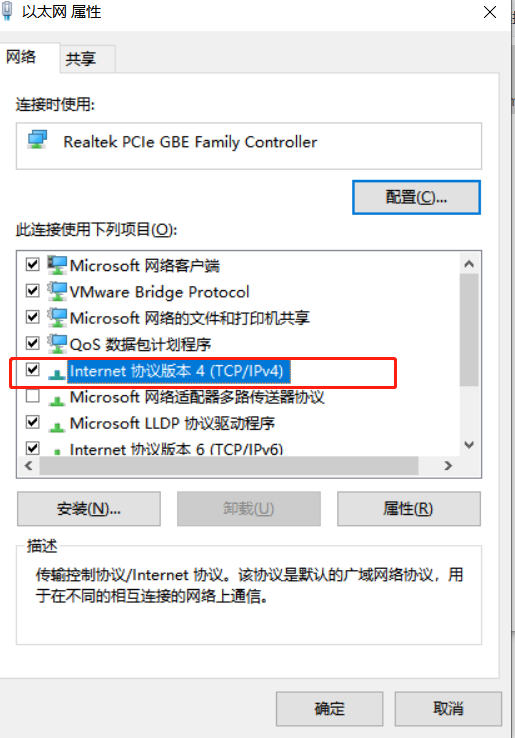 以太网 属性
网络
共享
连接时使用:
Realtek PCIe GBE Family Controller
配置(C)...
此连接使用下列项目(O):
Microsoft 网络客户端
VMware Bridge Protocol
Microsoft 网络的文件和打印机共享
QoS 数据包计划程序
Internet 协议版本 4 (TCP/IPv4)
Microsoft 网络适配器多路传送器协议
Microsoft LLDP 协议驱动程序
Internet 协议版本 6 (TCP/IPv6)
安装(N)...
卸载(U)
属性(R)
描述
传输控制协议/Internet 协议。该协议是默认的广域网络协议，用
于在不同的相互连接的网络上通信。
确定
取消